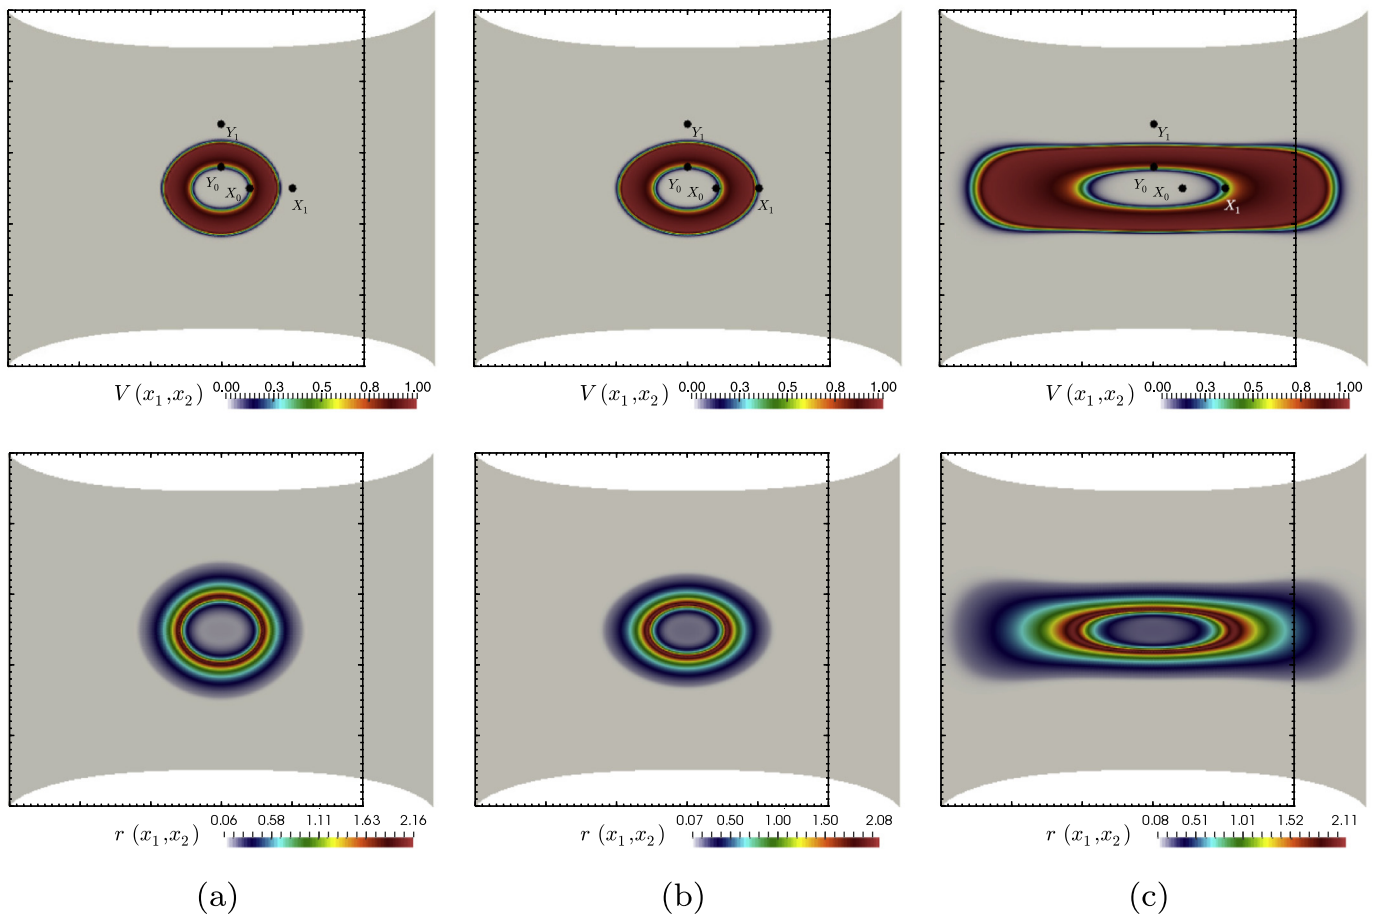 Y₁ Y₁ Y₁
Y₀ X₀ Y₀ X₀ Y₀ X₀
X₁ X₁ X₁
V (x₁,x₂) 0.00 0.3 0.5 0.8 1.00 V (x₁,x₂) 0.00 0.3 0.5 0.8 1.00 V (x₁,x₂) 0.00 0.3 0.5 0.8 1.00
r (x₁,x₂) 0.06 0.58 1.11 1.63 2.16 r (x₁,x₂) 0.07 0.50 1.00 1.50 2.08 r (x₁,x₂) 0.08 0.51 1.01 1.52 2.11
(a) (b) (c)